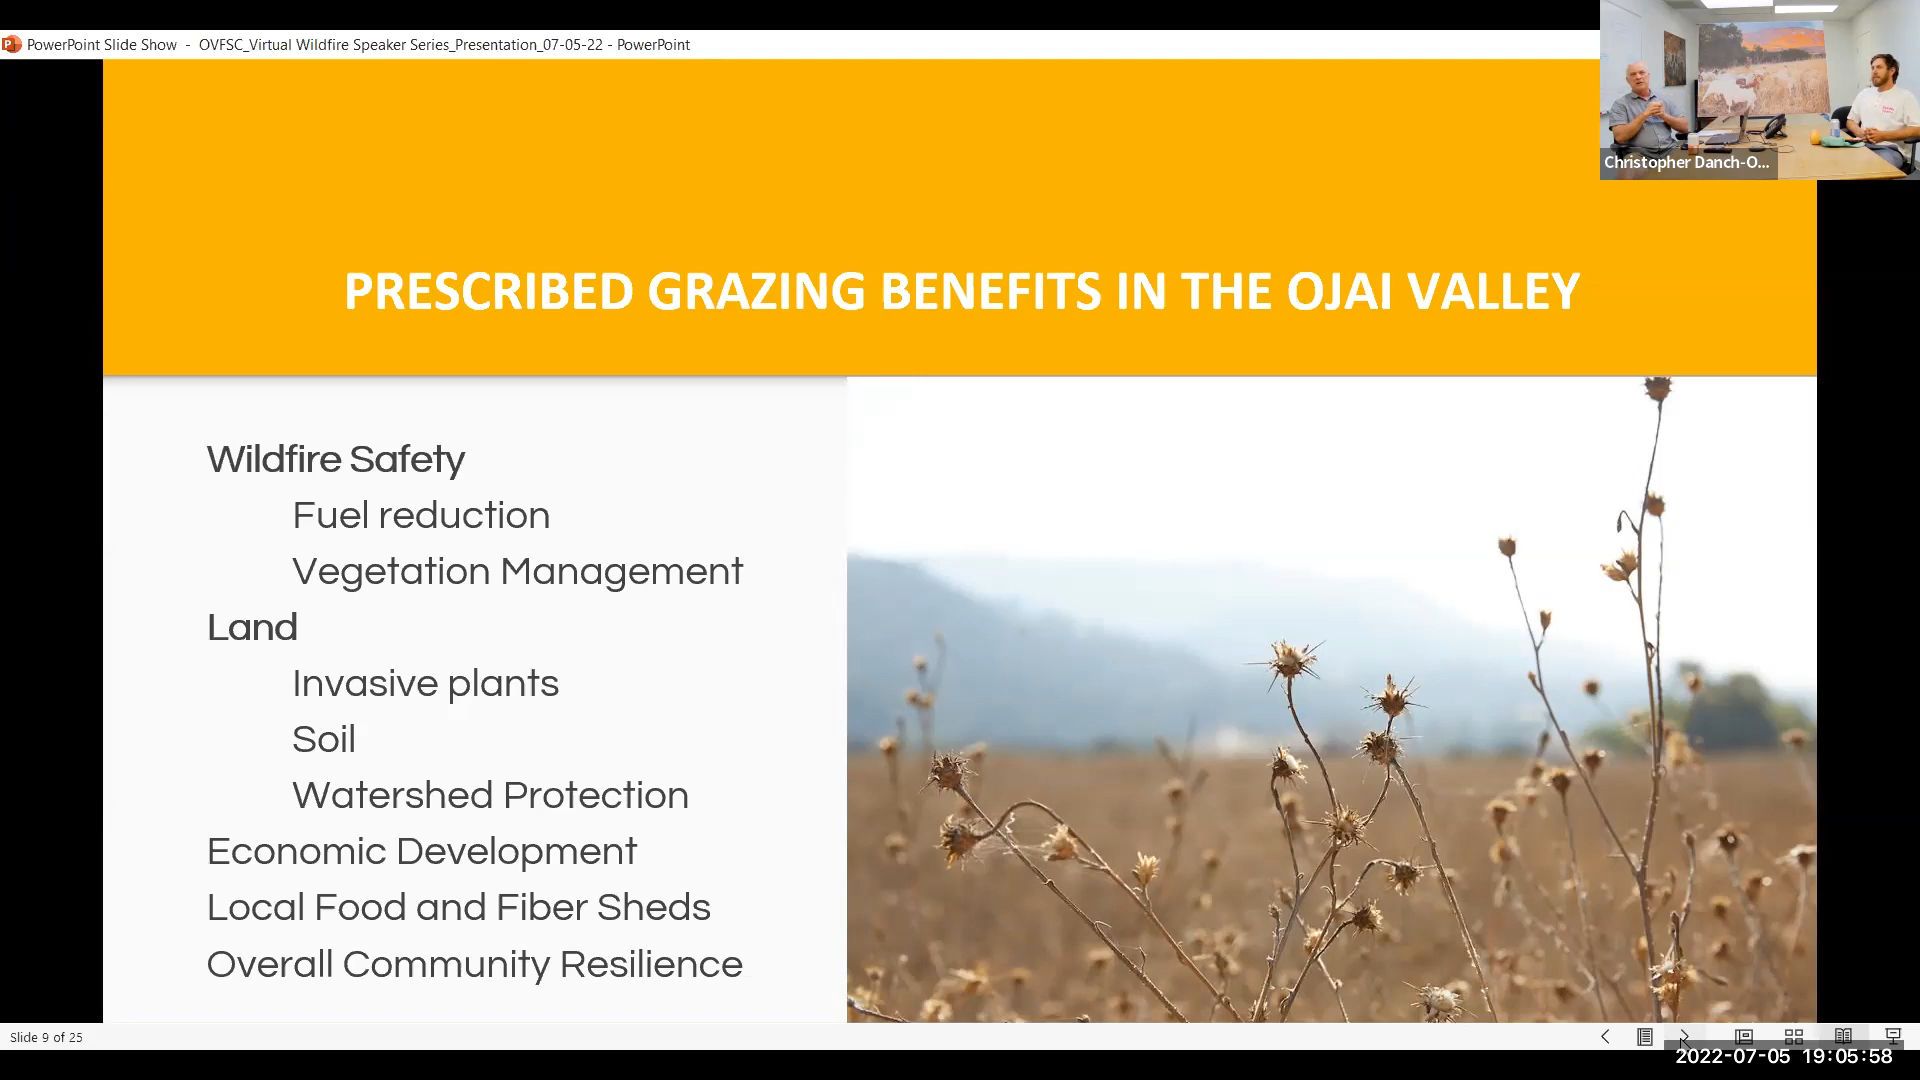 PowerPoint Slide Show - OVFSC_Virtual Wildfire Speaker Series_Presentation_07-05-22 - PowerPoint
Christopher Danch-O...
PRESCRIBED GRAZING BENEFITS IN THE OJAI VALLEY
Wildfire Safety
Fuel reduction
Vegetation Management
Land
Invasive plants
Soil
Watershed Protection
Economic Development
Local Food and Fiber Sheds
Overall Community Resilience
Slide 9 of 25
2022-07-05 19:05:58